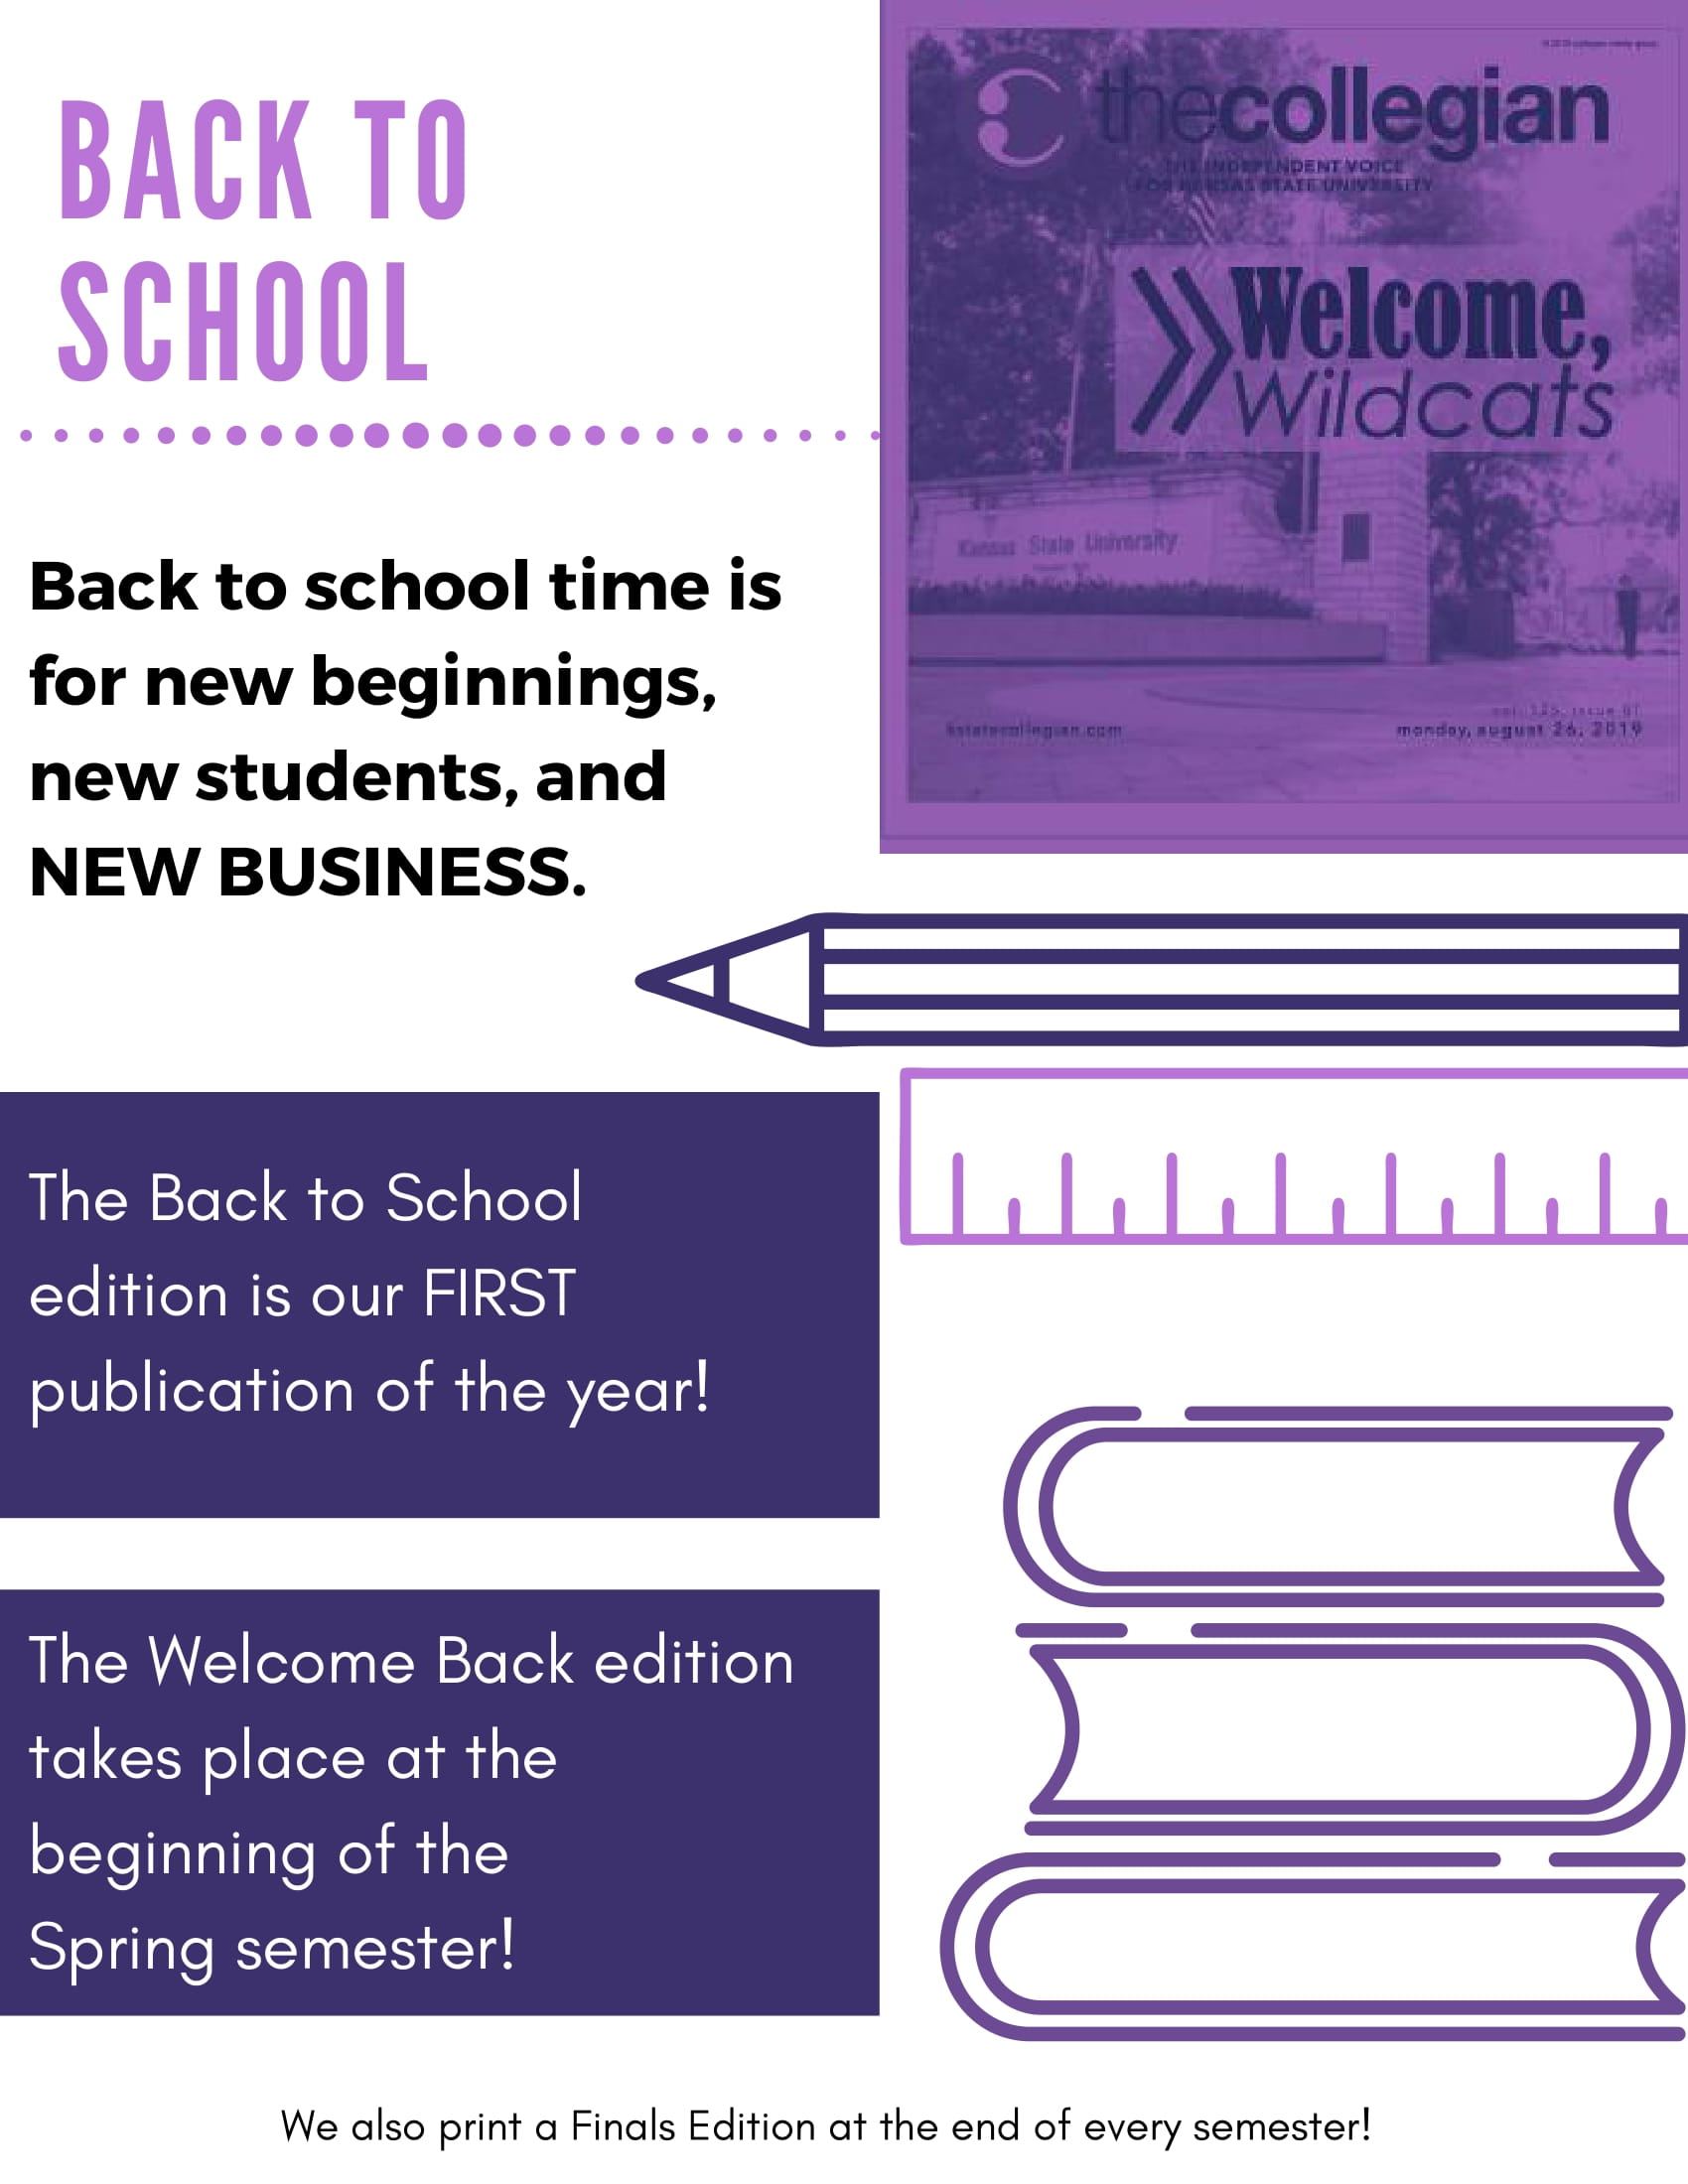 BACK TO
SCHOOL
Back to school time is
for new beginnings,
new students, and
NEW BUSINESS.
thecollegian
THE INDEPENDENT VOICE
FOR KANSAS STATE UNIVERSITY
Welcome,
Wildcats
Kansas State University
kstatecollegian.com
vol. 125, issue 01
monday, august 26, 2019
The Back to School
edition is our FIRST
publication of the year!
The Welcome Back edition
takes place at the
beginning of the
Spring semester!
We also print a Finals Edition at the end of every semester!